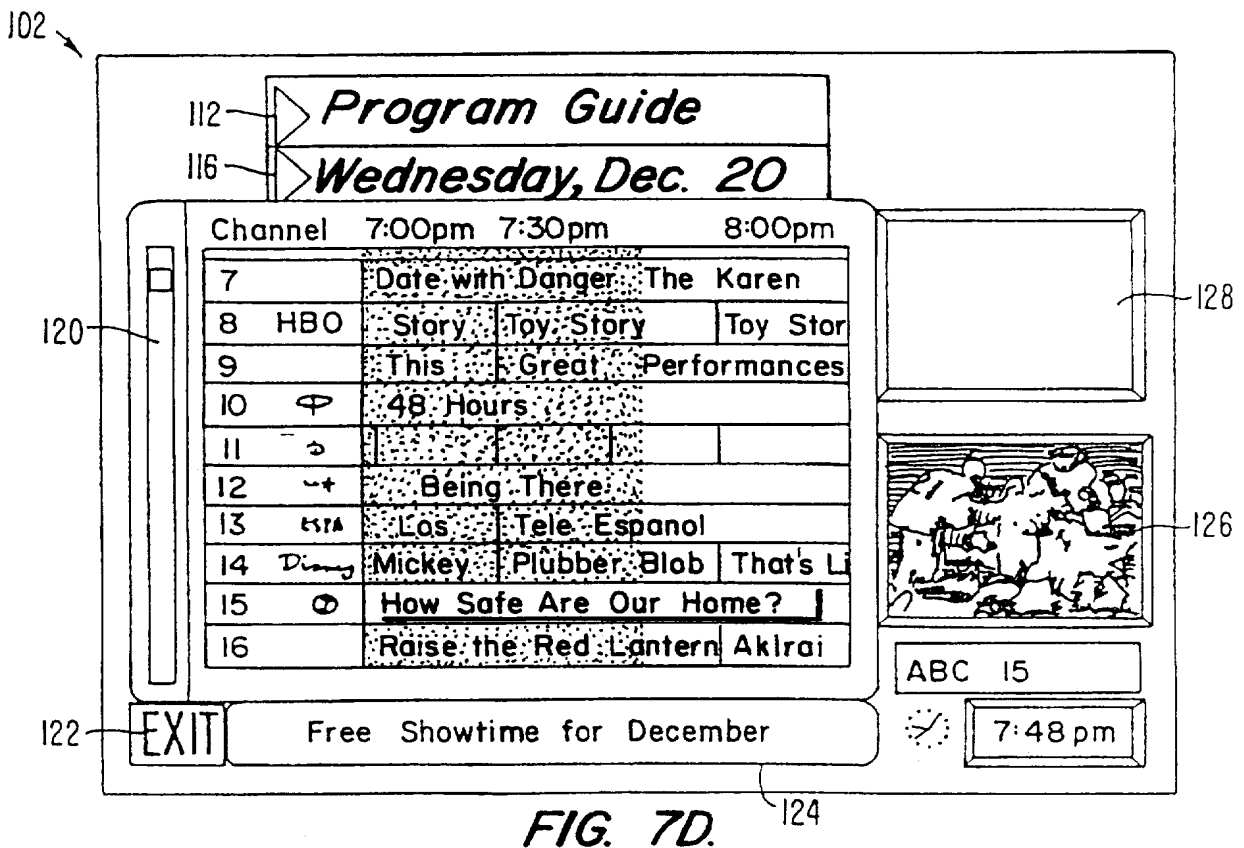 102
112
Program Guide
116
Wednesday, Dec. 20
Channel 7:00pm 7:30pm 8:00pm
7 Date with Danger The Karen
8 HBO Story Toy Story Toy Stor
128
120
9 This Great Performances
10 48 Hours
11
12 Being There
13 Los Tele Espanol
126
14 Disney Mickey Plubber Blob That's Li
15 How Safe Are Our Home?
16 Raise the Red Lantern Aklrai
ABC 15
122
EXIT
Free Showtime for December
7:48pm
124
FIG. 7D.